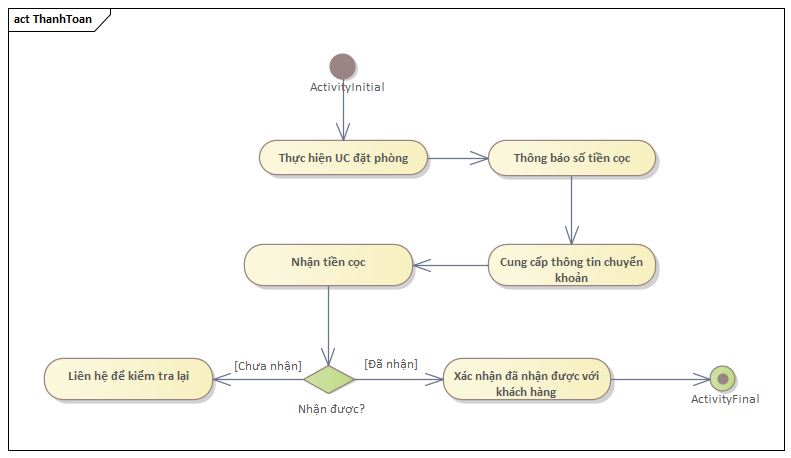 act ThanhToan
ActivityInitial
Thực hiện UC đặt phòng
Thông báo số tiền cọc
Nhận tiền cọc
Cung cấp thông tin chuyển
khoản
[Chưa nhận]
[Đã nhận]
Liên hệ để kiểm tra lại
Xác nhận đã nhận được với
khách hàng
Nhận được?
ActivityFinal